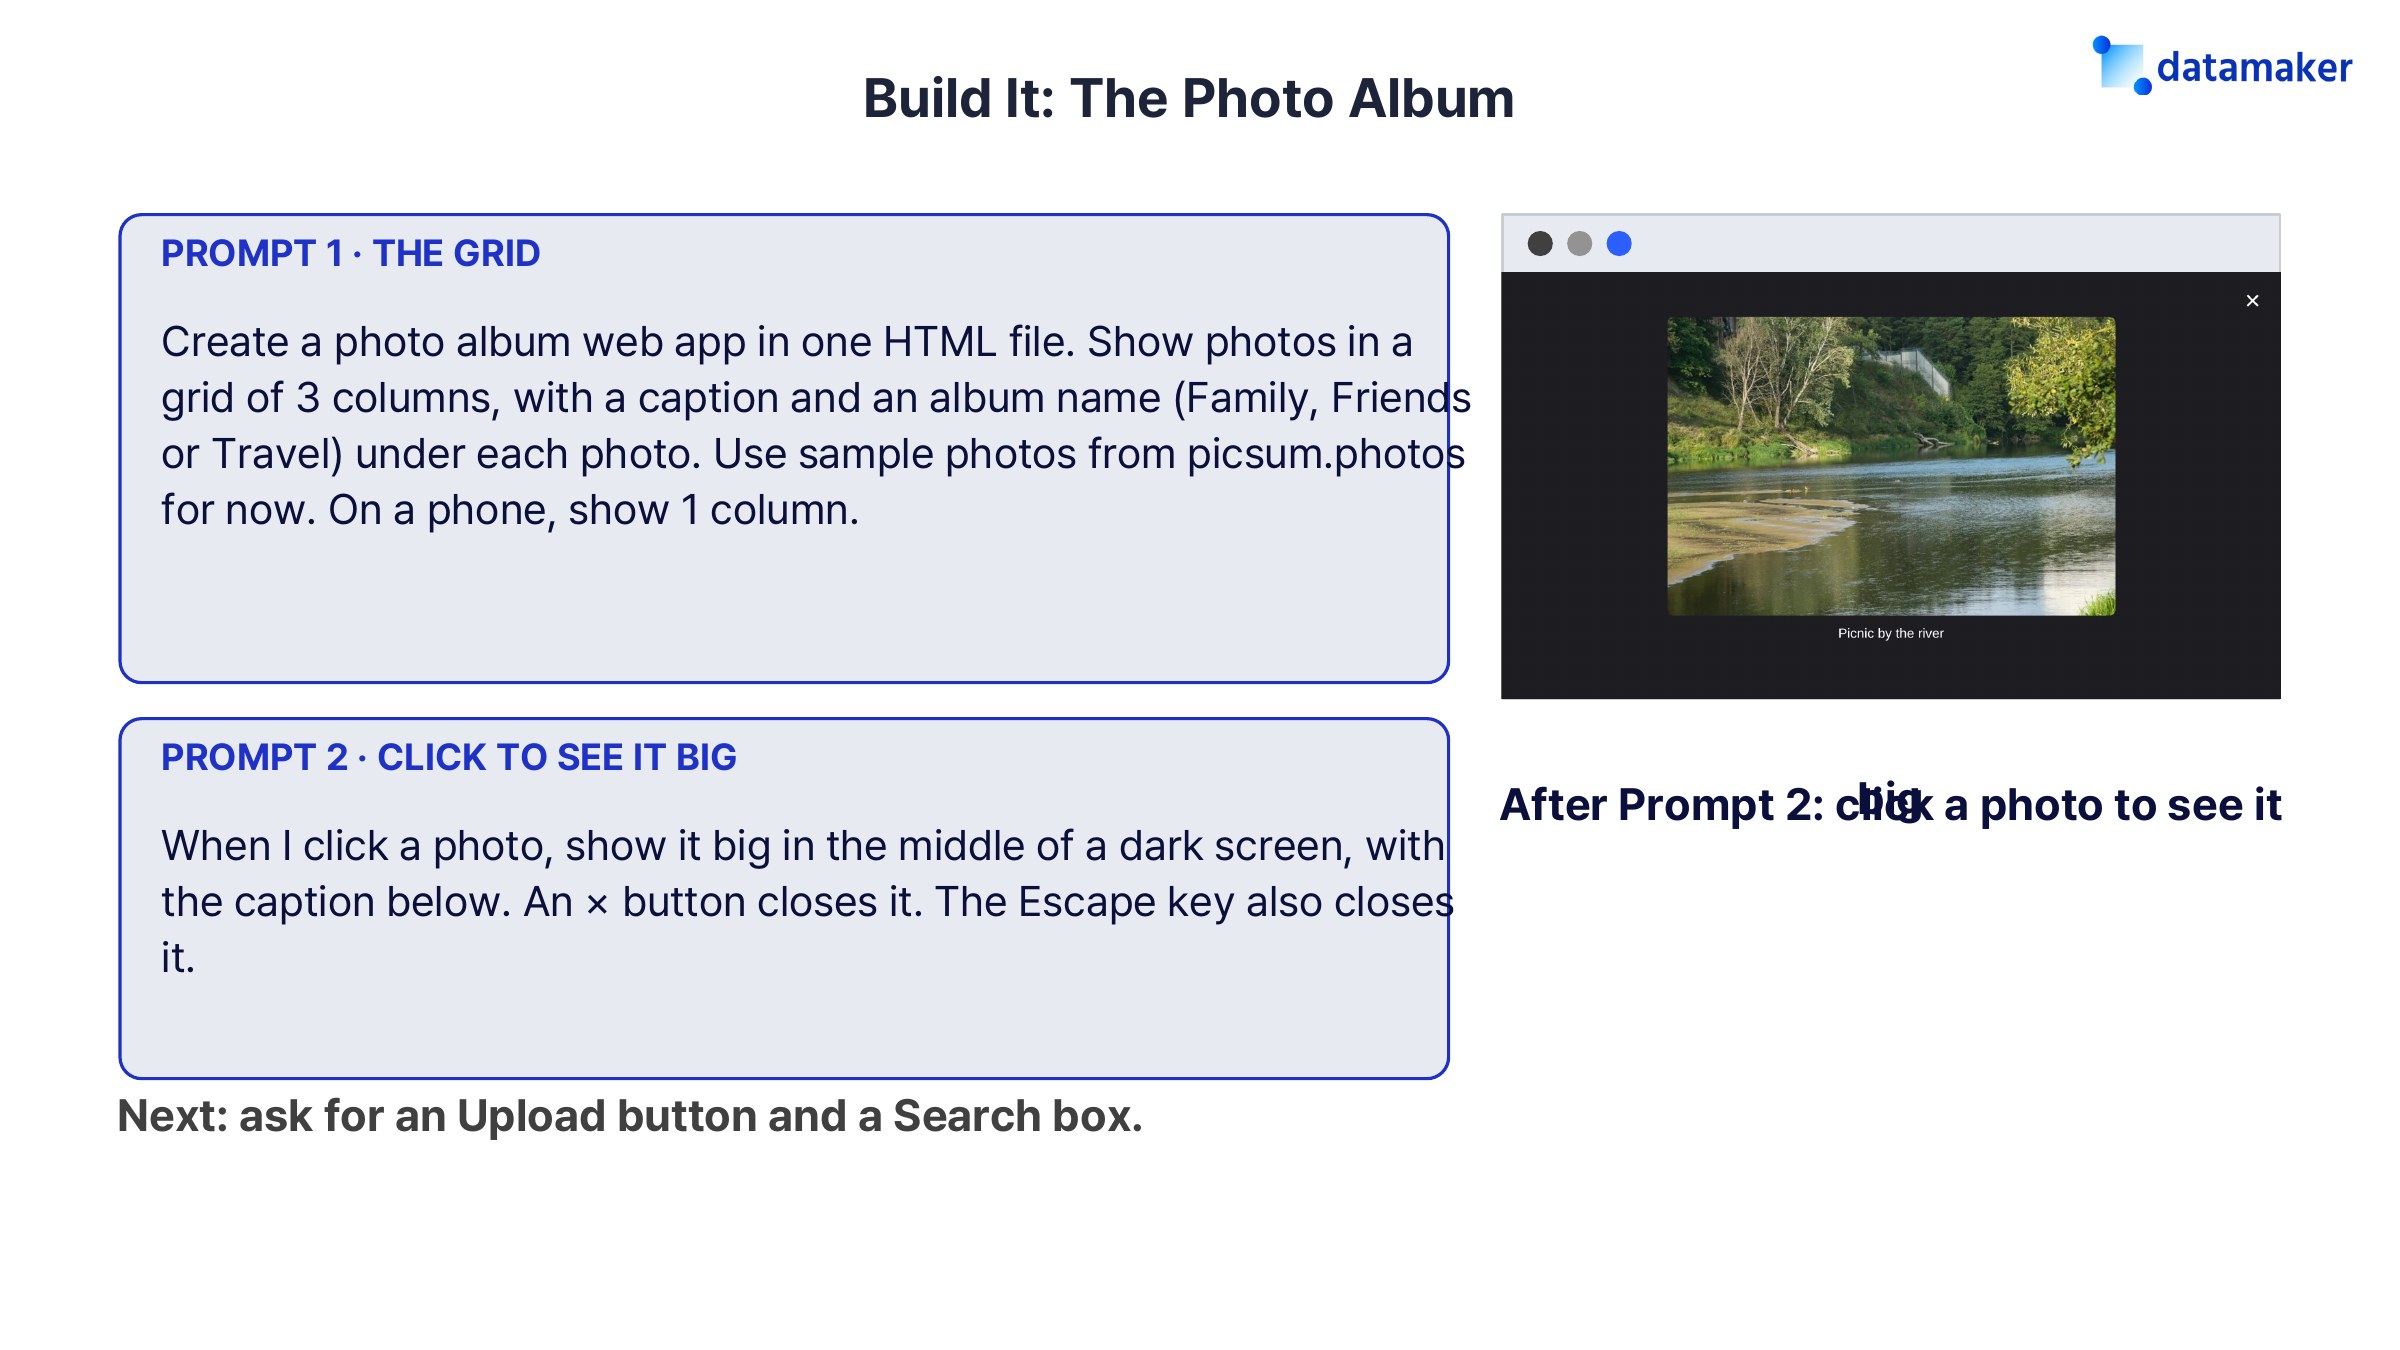 datamaker
Build It: The Photo Album
PROMPT 1 · THE GRID
Create a photo album web app in one HTML file. Show photos in a
grid of 3 columns, with a caption and an album name (Family, Friends
or Travel) under each photo. Use sample photos from picsum.photos
for now. On a phone, show 1 column.
PROMPT 2 · CLICK TO SEE IT BIG
When I click a photo, show it big in the middle of a dark screen, with
the caption below. An × button closes it. The Escape key also closes
it.
Next: ask for an Upload button and a Search box.
×
Picnic by the river
After Prompt 2: click a photo to see it
big